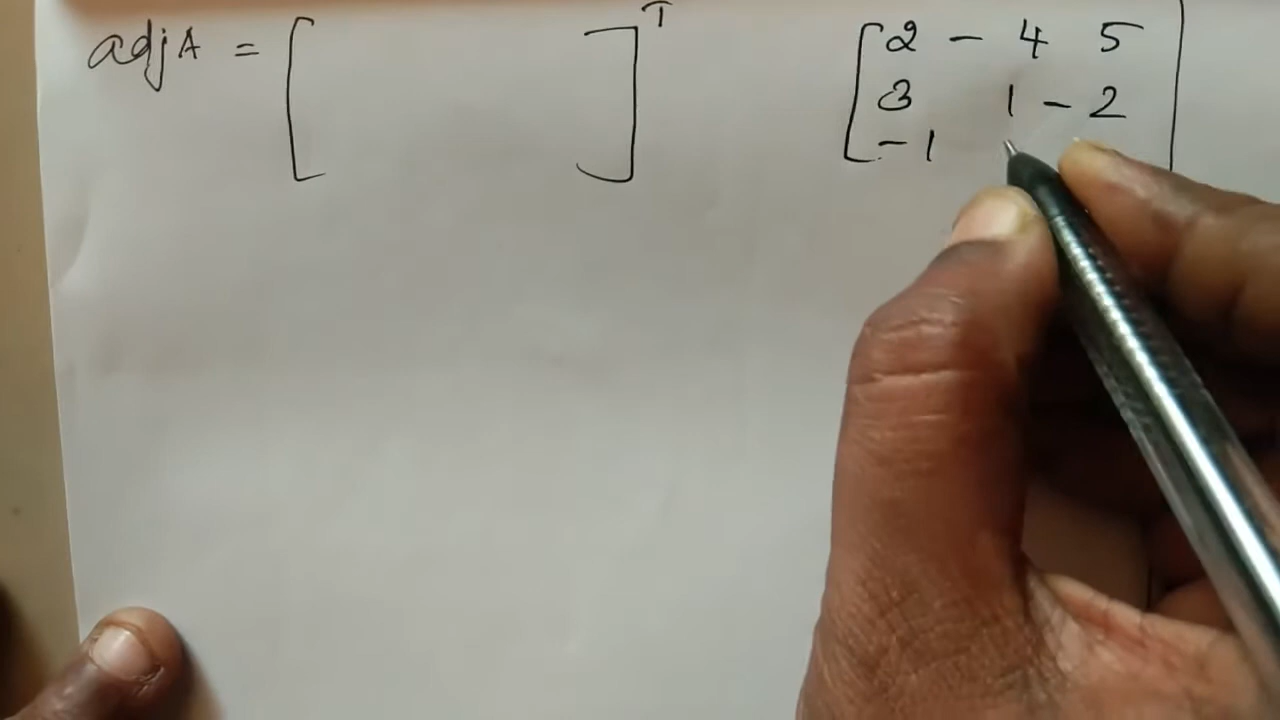 adj A = [ ]ᵀ [ 2 - 4 5
3 1 - 2
- 1